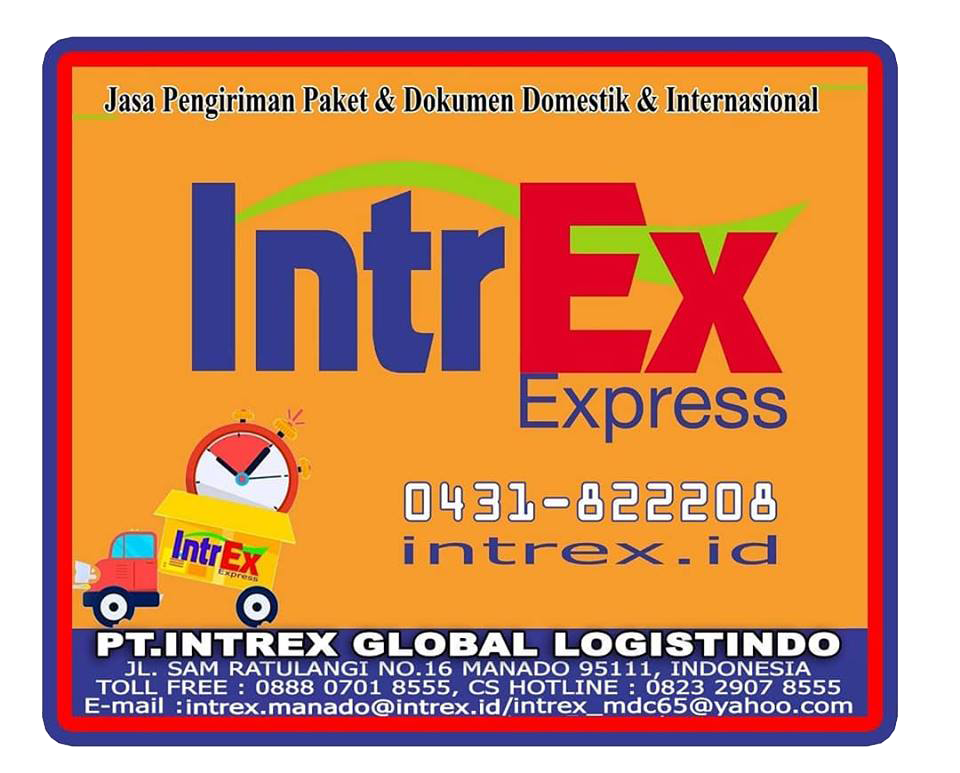 Jasa Pengiriman Paket & Dokumen Domestik & Internasional
IntrEx
Express
0431-822208
intrex.id
IntrEx
Express
PT.INTREX GLOBAL LOGISTINDO
JL. SAM RATULANGI NO.16 MANADO 95111, INDONESIA
TOLL FREE : 0888 0701 8555, CS HOTLINE : 0823 2907 8555
E-mail :intrex.manado@intrex.id/intrex_mdc65@yahoo.com